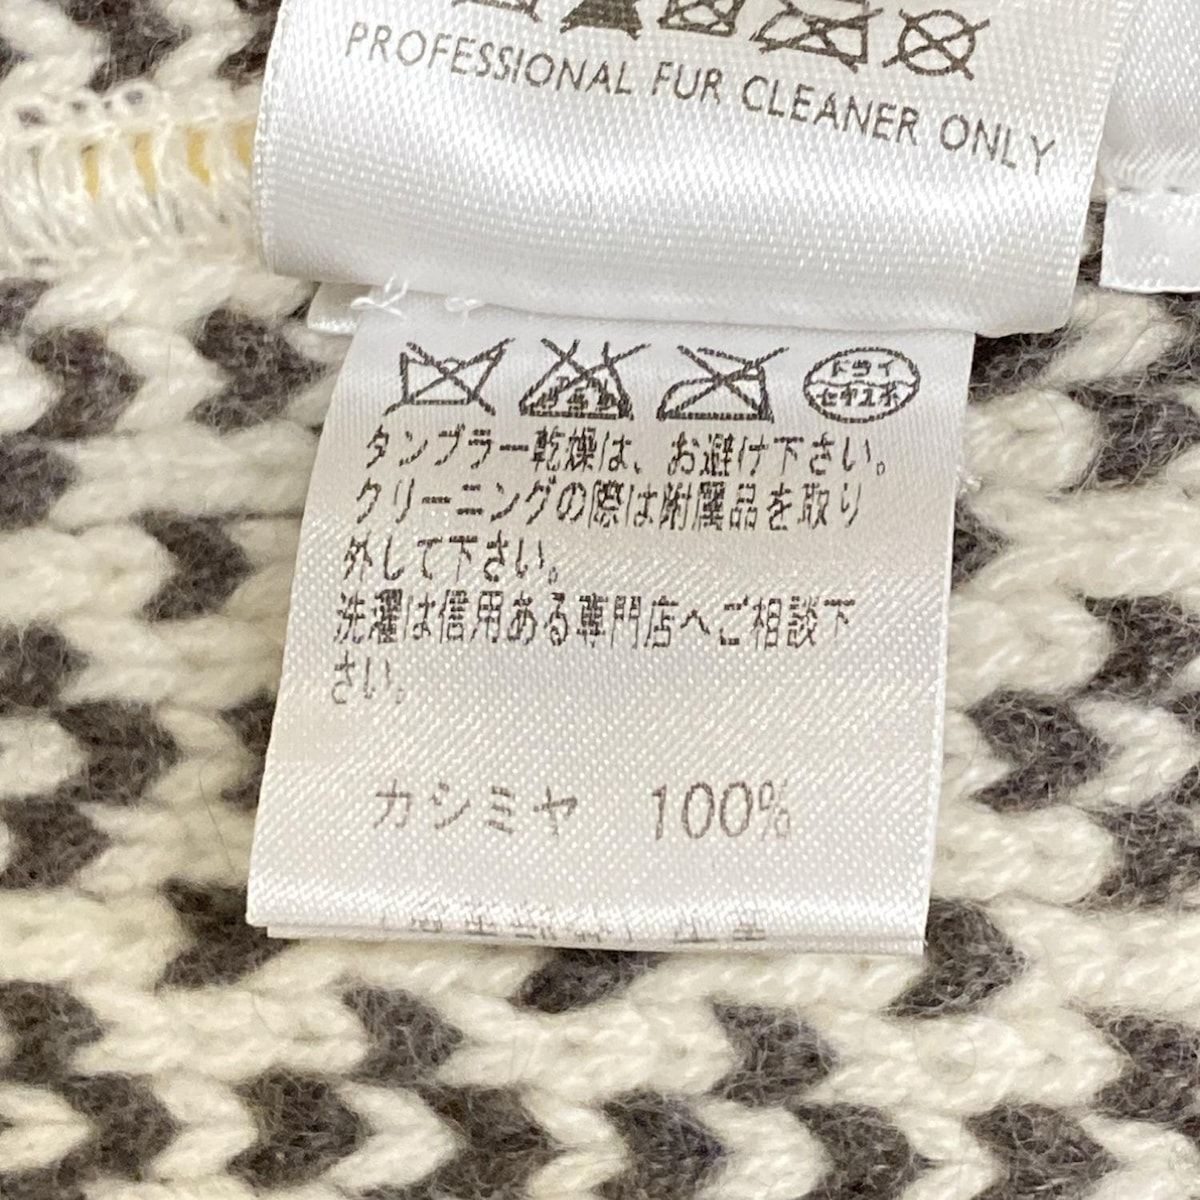 PROFESSIONAL FUR CLEANER ONLY
ドライ
セキユ系
タンブラー乾燥は、お避け下さい。
クリーニングの際は附属品を取り
外して下さい。
洗濯は信用ある専門店へご相談下
さい。
カシミヤ 100%